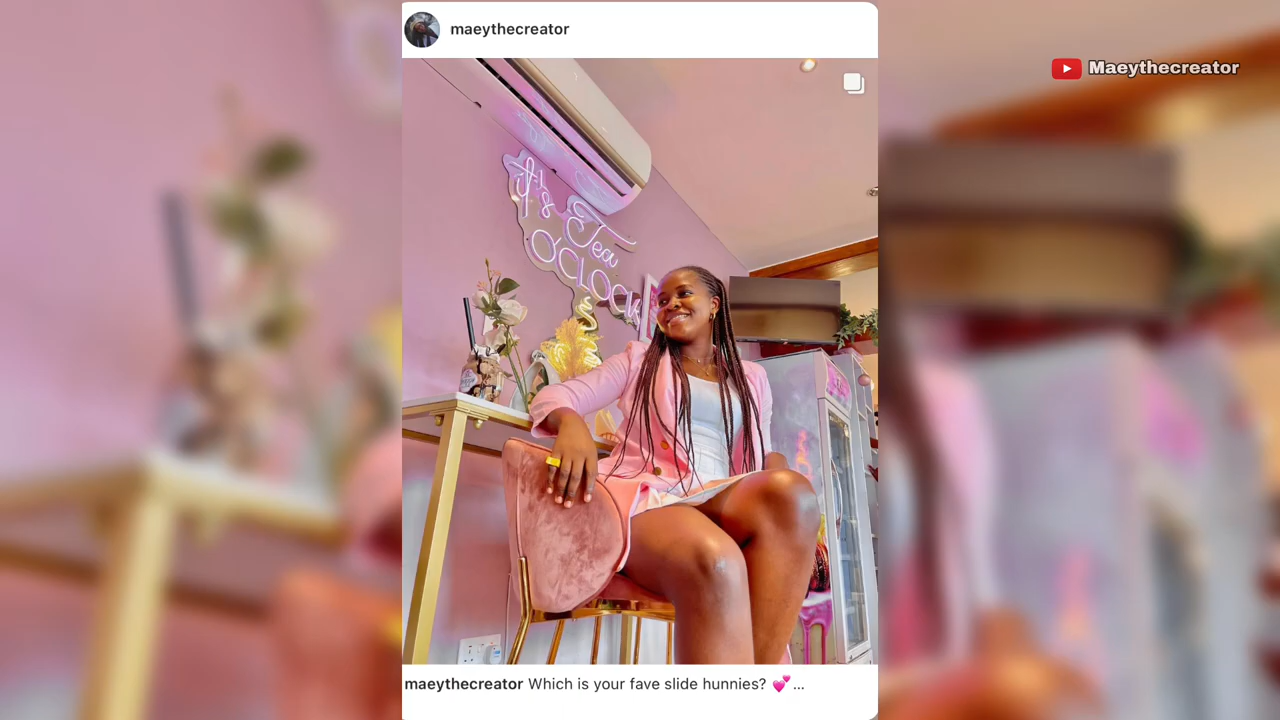 maeythecreator
Maeythecreator
it's Tea
O'CLOCK
maeythecreator Which is your fave slide hunnies? 💕 ...